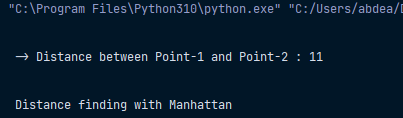 "C:\Program Files\Python310\python.exe" "C:/Users/abdea/D
-> Distance between Point-1 and Point-2 : 11
Distance finding with Manhattan